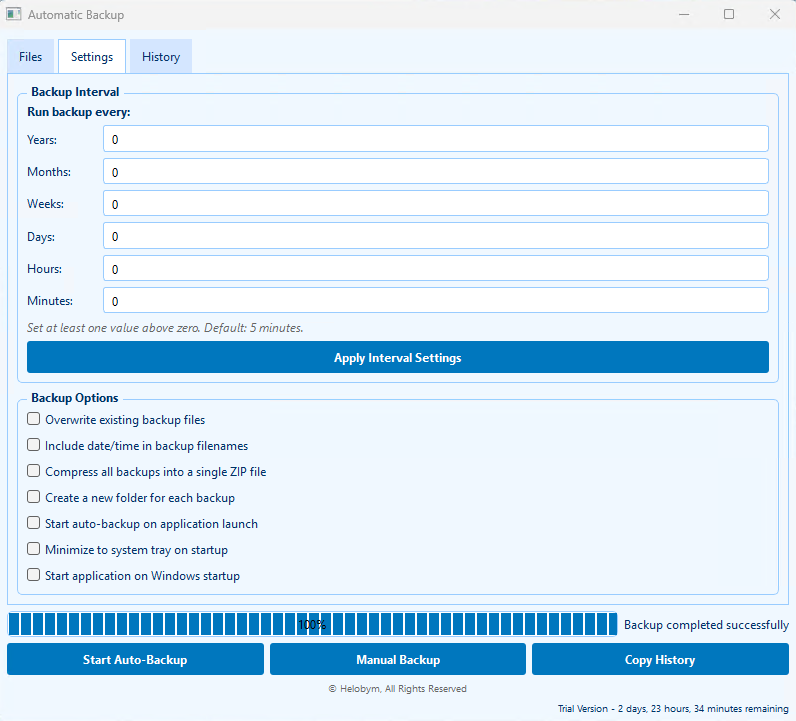 Automatic Backup
Files Settings History
Backup Interval
Run backup every:
Years: 0
Months: 0
Weeks: 0
Days: 0
Hours: 0
Minutes: 0
Set at least one value above zero. Default: 5 minutes.
Apply Interval Settings
Backup Options
Overwrite existing backup files
Include date/time in backup filenames
Compress all backups into a single ZIP file
Create a new folder for each backup
Start auto-backup on application launch
Minimize to system tray on startup
Start application on Windows startup
100% Backup completed successfully
Start Auto-Backup Manual Backup Copy History
© Helobym, All Rights Reserved
Trial Version - 2 days, 23 hours, 34 minutes remaining